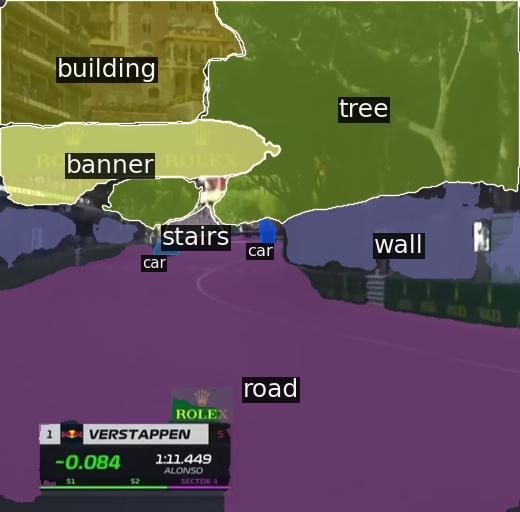 building
tree
ROLEX
banner
stairs
wall
car
car
road
ROLEX
1 VERSTAPPEN S
-0.084 1:11.449
ALONSO
S1 S2 SECTOR 3